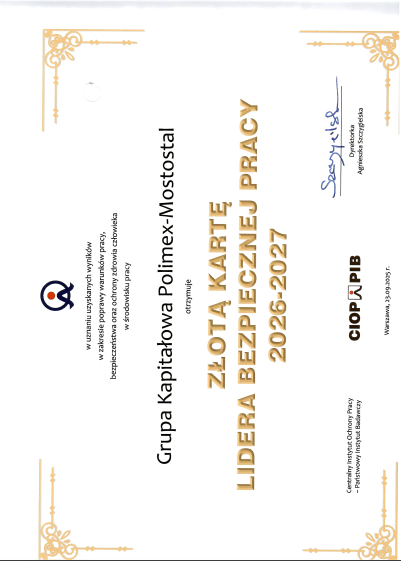 w uznaniu uzyskanych wyników
w zakresie poprawy warunków pracy,
bezpieczeństwa oraz ochrony zdrowia człowieka
w środowisku pracy
Grupa Kapitałowa Polimex-Mostostal
otrzymuje
ZŁOTĄ KARTĘ
LIDERA BEZPIECZNEJ PRACY
2026-2027
Centralny Instytut Ochrony Pracy
– Państwowy Instytut Badawczy
CIOP PIB
Warszawa, 23.09.2025 r.
Szczygielska
Dyrektorka
Agnieszka Szczygielska